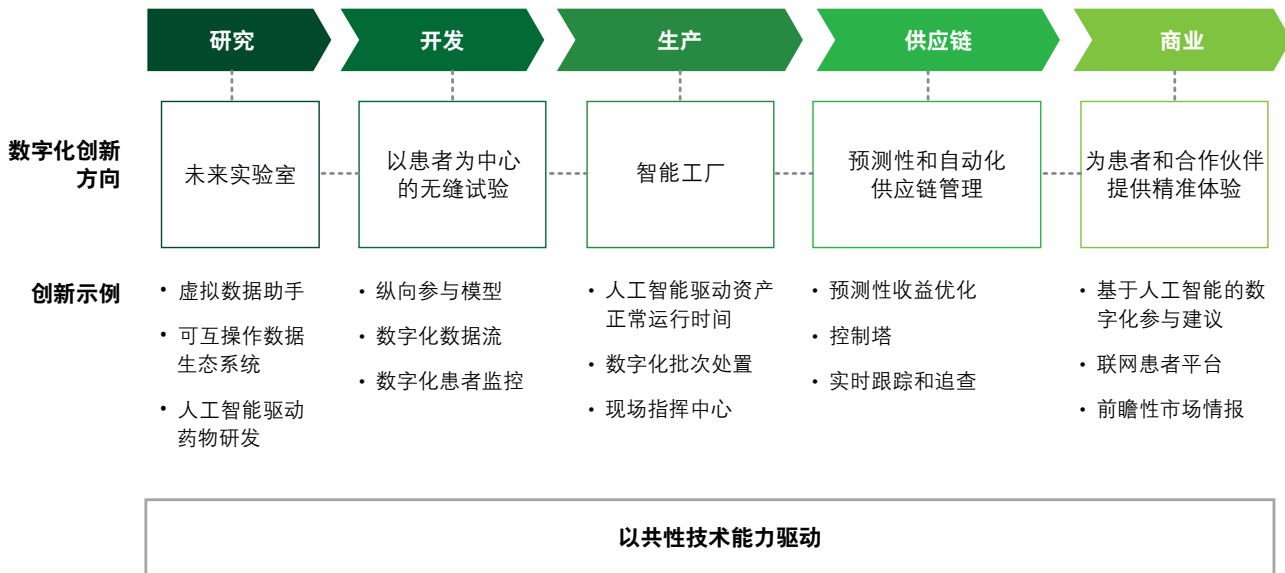 研究
开发
生产
供应链
商业
数字化创新
方向
未来实验室
以患者为中心
的无缝试验
智能工厂
预测性和自动化
供应链管理
为患者和合作伙伴
提供精准体验
创新示例
• 虚拟数据助手
• 可互操作数据
生态系统
• 人工智能驱动
药物研发
• 纵向参与模型
• 数字化数据流
• 数字化患者监控
• 人工智能驱动资产
正常运行时间
• 数字化批次处置
• 现场指挥中心
• 预测性收益优化
• 控制塔
• 实时跟踪和追查
• 基于人工智能的数
字化参与建议
• 联网患者平台
• 前瞻性市场情报
以共性技术能力驱动